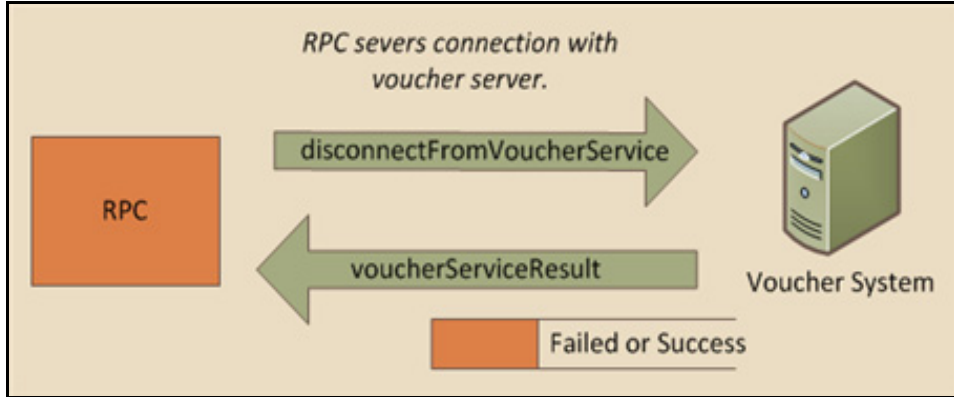 RPC severs connection with
voucher server.
disconnectFromVoucherService
RPC
voucherServiceResult
Voucher System
Failed or Success